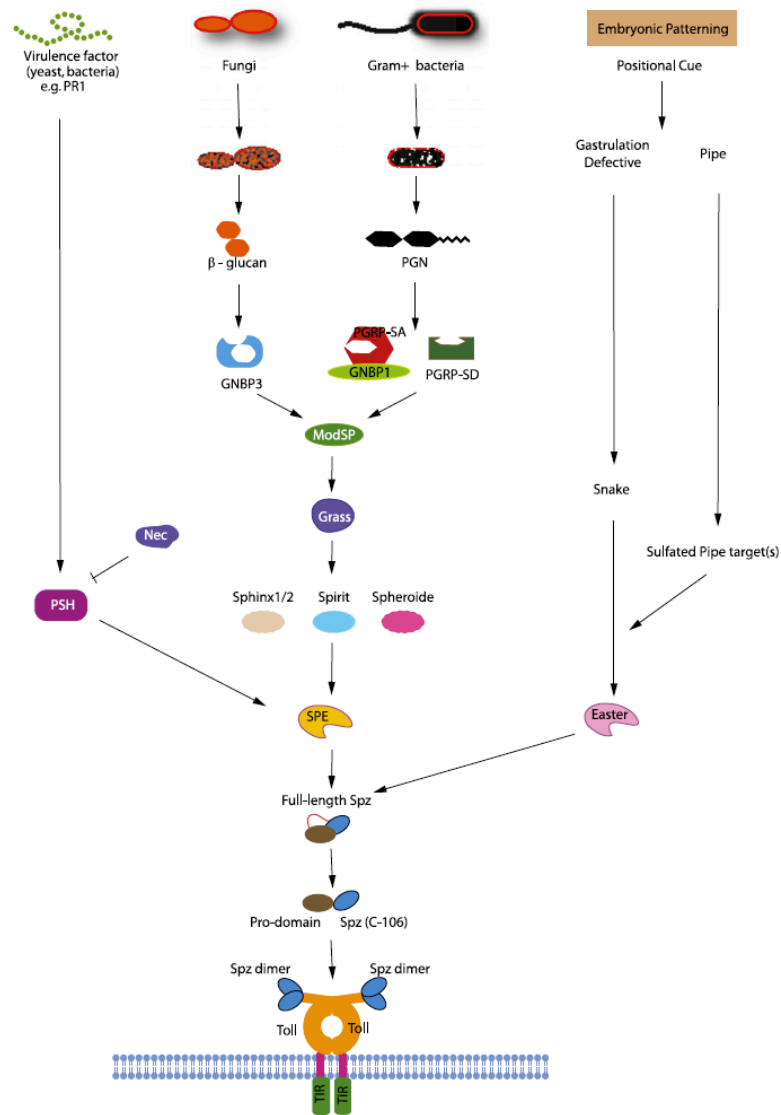 Virulence factor
(yeast, bacteria)
e.g. PR1
Fungi
Gram+ bacteria
Embryonic Patterning
Positional Cue
Gastrulation
Defective
Pipe
β - glucan
PGN
PGRP-SA
GNBP1
GNBP3
PGRP-SD
ModSP
Grass
Snake
Nec
Sulfated Pipe target(s)
PSH
Sphinx1/2
Spirit
Spheroide
SPE
Easter
Full-length Spz
Pro-domain
Spz (C-106)
Spz dimer
Spz dimer
Toll
Toll
TIR
TIR